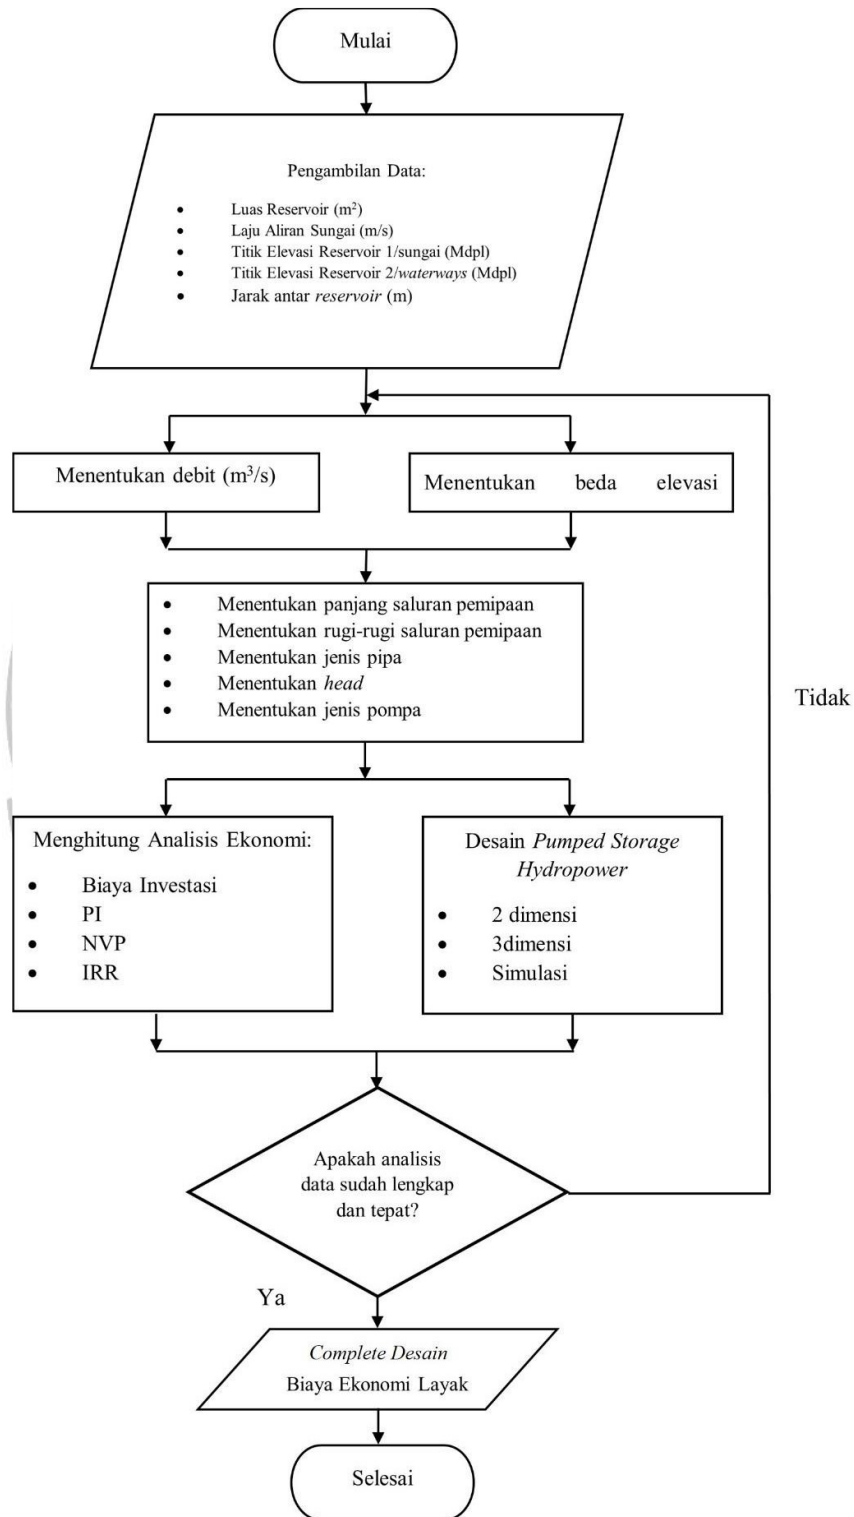 Mulai
Pengambilan Data:
• Luas Reservoir (m²)
• Laju Aliran Sungai (m/s)
• Titik Elevasi Reservoir 1/sungai (Mdpl)
• Titik Elevasi Reservoir 2/waterways (Mdpl)
• Jarak antar reservoir (m)
Menentukan debit (m³/s)
Menentukan beda elevasi
• Menentukan panjang saluran pemipaan
• Menentukan rugi-rugi saluran pemipaan
• Menentukan jenis pipa
• Menentukan head
• Menentukan jenis pompa
Tidak
Menghitung Analisis Ekonomi:
• Biaya Investasi
• PI
• NVP
• IRR
Desain Pumped Storage
Hydropower
• 2 dimensi
• 3dimensi
• Simulasi
Apakah analisis
data sudah lengkap
dan tepat?
Ya
Complete Desain
Biaya Ekonomi Layak
Selesai